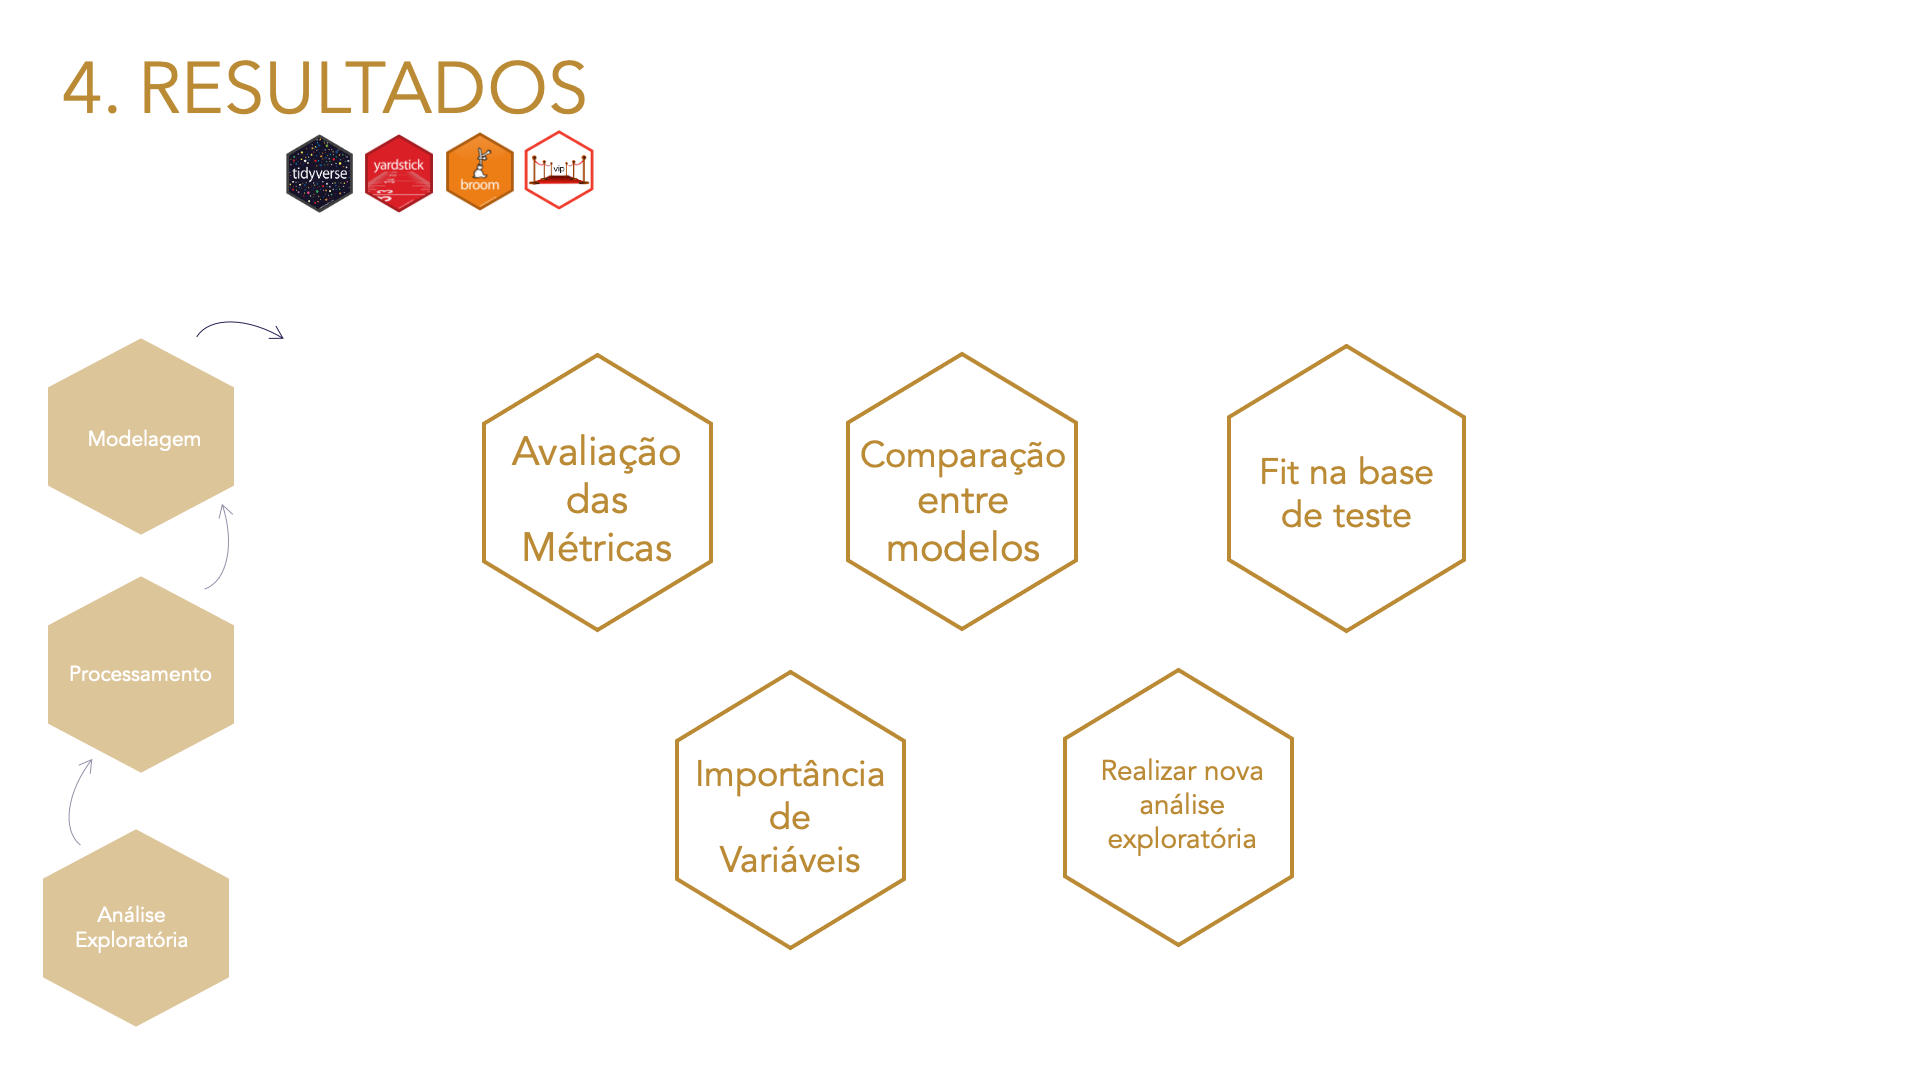 4. RESULTADOS
tidyverse
yardstick
broom
vip
Modelagem
Processamento
Análise
Exploratória
Avaliação
das
Métricas
Comparação
entre
modelos
Fit na base
de teste
Importância
de
Variáveis
Realizar nova
análise
exploratória